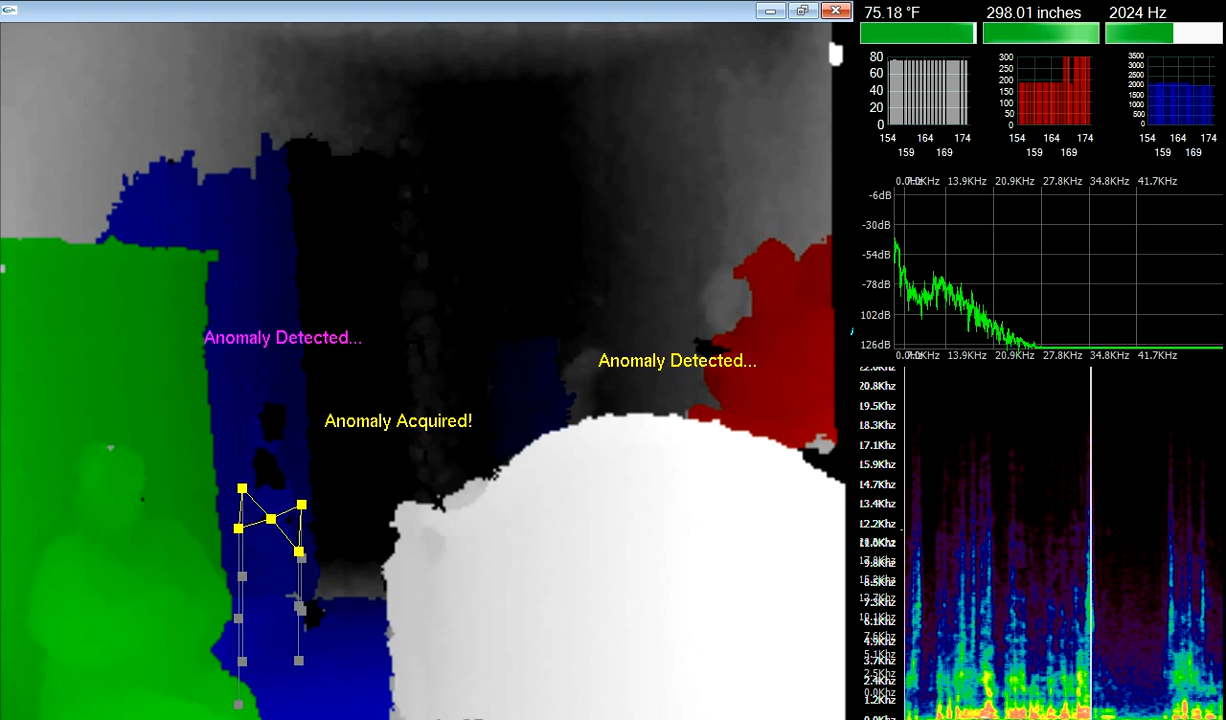 75.18 °F
298.01 inches
2024 Hz
80
60
40
20
0
154
164
174
159
169
300
250
200
150
100
50
0
154
164
174
159
169
3500
3000
2500
2000
1500
1000
500
0
154
164
174
159
169
13.9KHz
20.9KHz
27.8KHz
34.8KHz
41.7KHz
-6dB
-30dB
-54dB
-78dB
102dB
126dB
13.9KHz
20.9KHz
27.8KHz
34.8KHz
41.7KHz
Anomaly Detected...
Anomaly Detected...
Anomaly Acquired!
20.8Khz
19.5Khz
18.3Khz
17.1Khz
15.9Khz
14.7Khz
13.4Khz
12.2Khz